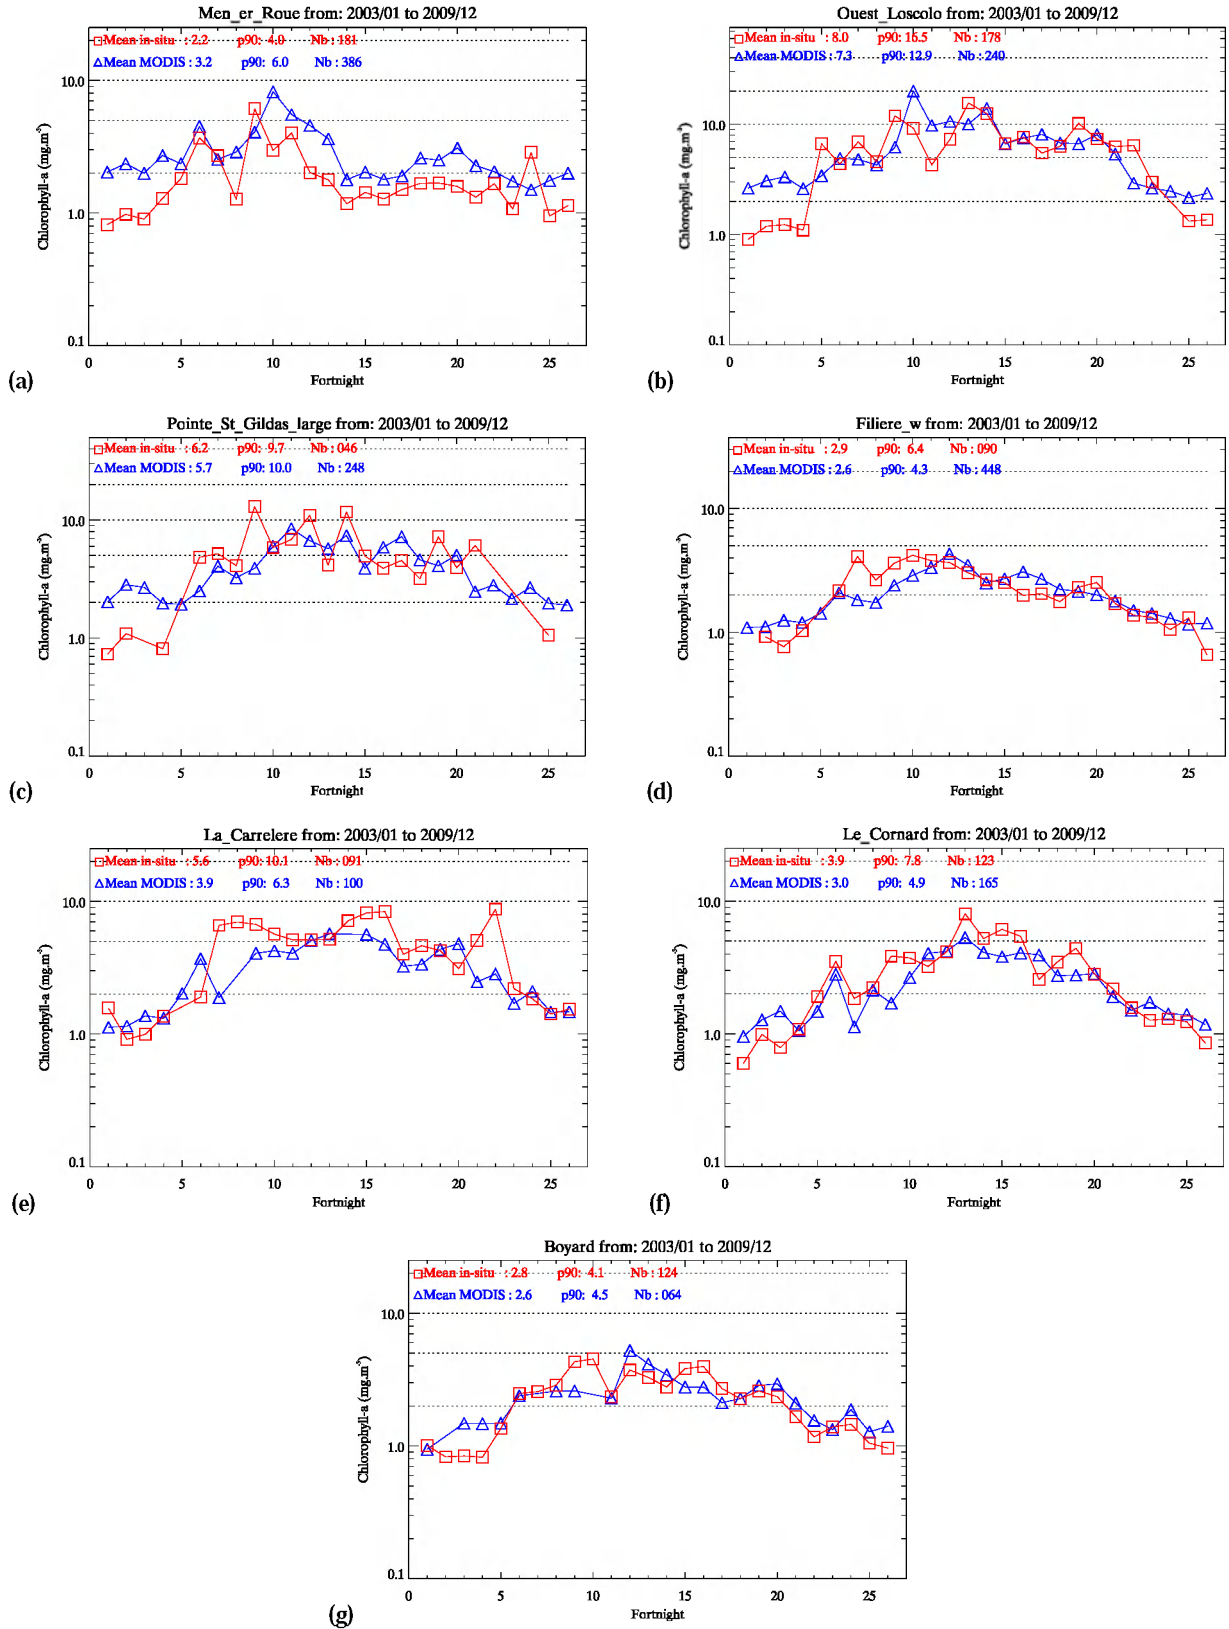 Men_er_Roue from: 2003/01 to 2009/12
Mean in-situ : 2.2 p90: 4.0 Nb : 181
Mean MODIS : 3.2 p90: 6.0 Nb : 386
10.0
1.0
0.1
Chlorophyll-a (mg.m-3)
0 5 10 15 20 25
Fortnight
(a)
Ouest_Loscolo from: 2003/01 to 2009/12
Mean in-situ : 8.0 p90: 16.5 Nb : 178
Mean MODIS : 7.3 p90: 12.9 Nb : 240
10.0
1.0
0.1
Chlorophyll-a (mg.m-3)
0 5 10 15 20 25
Fortnight
(b)
Pointe_St_Gildas_large from: 2003/01 to 2009/12
Mean in-situ : 6.2 p90: 9.7 Nb : 046
Mean MODIS : 5.7 p90: 10.0 Nb : 248
10.0
1.0
0.1
Chlorophyll-a (mg.m-3)
0 5 10 15 20 25
Fortnight
(c)
Filiere_w from: 2003/01 to 2009/12
Mean in-situ : 2.9 p90: 6.4 Nb : 090
Mean MODIS : 2.6 p90: 4.3 Nb : 448
10.0
1.0
0.1
Chlorophyll-a (mg.m-3)
0 5 10 15 20 25
Fortnight
(d)
La_Carrelere from: 2003/01 to 2009/12
Mean in-situ : 5.6 p90: 10.1 Nb : 091
Mean MODIS : 3.9 p90: 6.3 Nb : 100
10.0
1.0
0.1
Chlorophyll-a (mg.m-3)
0 5 10 15 20 25
Fortnight
(e)
Le_Cornard from: 2003/01 to 2009/12
Mean in-situ : 3.9 p90: 7.8 Nb : 123
Mean MODIS : 3.0 p90: 4.9 Nb : 165
10.0
1.0
0.1
Chlorophyll-a (mg.m-3)
0 5 10 15 20 25
Fortnight
(f)
Boyard from: 2003/01 to 2009/12
Mean in-situ : 2.8 p90: 4.1 Nb : 124
Mean MODIS : 2.6 p90: 4.5 Nb : 064
10.0
1.0
0.1
Chlorophyll-a (mg.m-3)
0 5 10 15 20 25
Fortnight
(g)